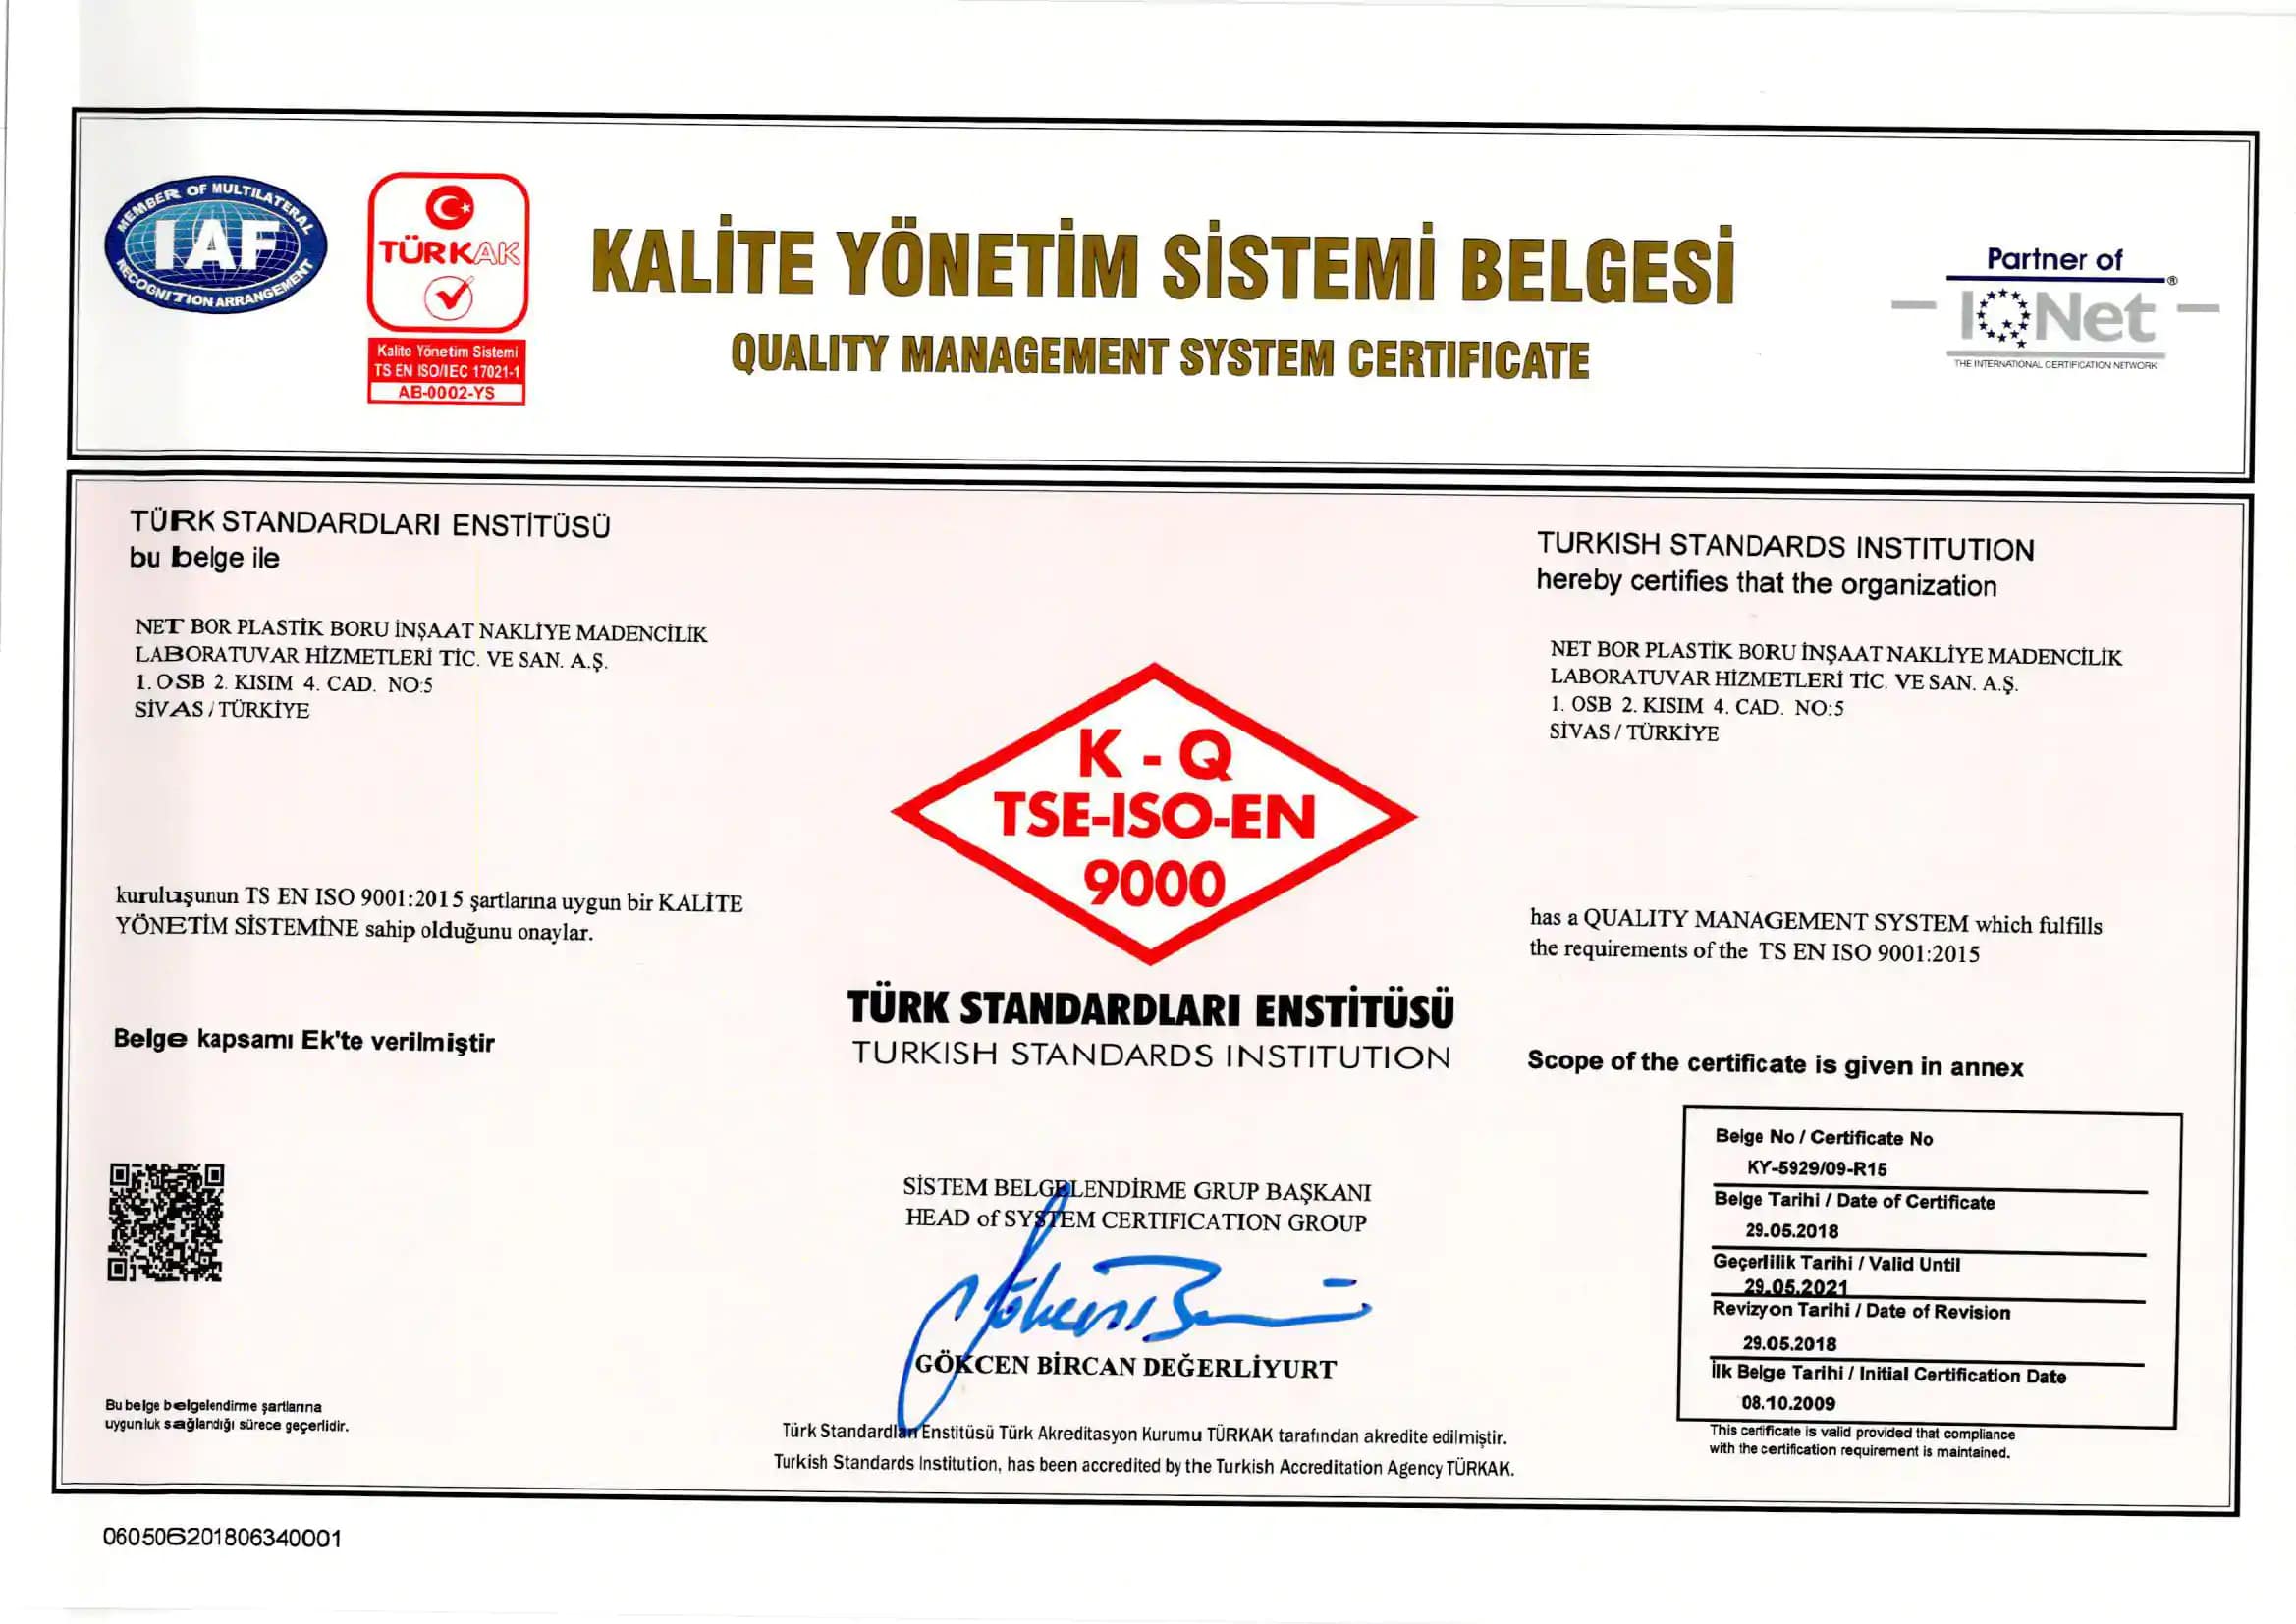 MEMBER OF MULTILATERAL
IAF
RECOGNITION ARRANGEMENT
TÜRKAK
Kalite Yönetim Sistemi
TS EN ISO/IEC 17021-1
AB-0002-YS
KALİTE YÖNETİM SİSTEMİ BELGESİ
QUALITY MANAGEMENT SYSTEM CERTIFICATE
Partner of
IQNet ®
THE INTERNATIONAL CERTIFICATION NETWORK
TÜRK STANDARDLARI ENSTİTÜSÜ
bu belge ile
NET BOR PLASTİK BORU İNŞAAT NAKLİYE MADENCİLİK
LABORATUVAR HİZMETLERİ TİC. VE SAN. A.Ş.
1. OSB 2. KISIM 4. CAD. NO:5
SİVAS / TÜRKİYE
kuruluşunun TS EN ISO 9001:2015 şartlarına uygun bir KALİTE
YÖNETİM SİSTEMİNE sahip olduğunu onaylar.
Belge kapsamı Ek'te verilmiştir
Bu belge belgelendirme şartlarına
uygunluk sağlandığı sürece geçerlidir.
K - Q
TSE-ISO-EN
9000
TÜRK STANDARDLARI ENSTİTÜSÜ
TURKISH STANDARDS INSTITUTION
SİSTEM BELGELENDİRME GRUP BAŞKANI
HEAD of SYSTEM CERTIFICATION GROUP
GÖKCEN BİRCAN DEĞERLİYURT
Türk Standardları Enstitüsü Türk Akreditasyon Kurumu TÜRKAK tarafından akredite edilmiştir.
Turkish Standards Institution, has been accredited by the Turkish Accreditation Agency TÜRKAK.
TURKISH STANDARDS INSTITUTION
hereby certifies that the organization
NET BOR PLASTİK BORU İNŞAAT NAKLİYE MADENCİLİK
LABORATUVAR HİZMETLERİ TİC. VE SAN. A.Ş.
1. OSB 2. KISIM 4. CAD. NO:5
SİVAS / TÜRKİYE
has a QUALITY MANAGEMENT SYSTEM which fulfills
the requirements of the TS EN ISO 9001:2015
Scope of the certificate is given in annex
Belge No / Certificate No
KY-5929/09-R15
Belge Tarihi / Date of Certificate
29.05.2018
Geçerlilik Tarihi / Valid Until
29.05.2021
Revizyon Tarihi / Date of Revision
29.05.2018
İlk Belge Tarihi / Initial Certification Date
08.10.2009
This certificate is valid provided that compliance
with the certification requirement is maintained.
060506201806340001